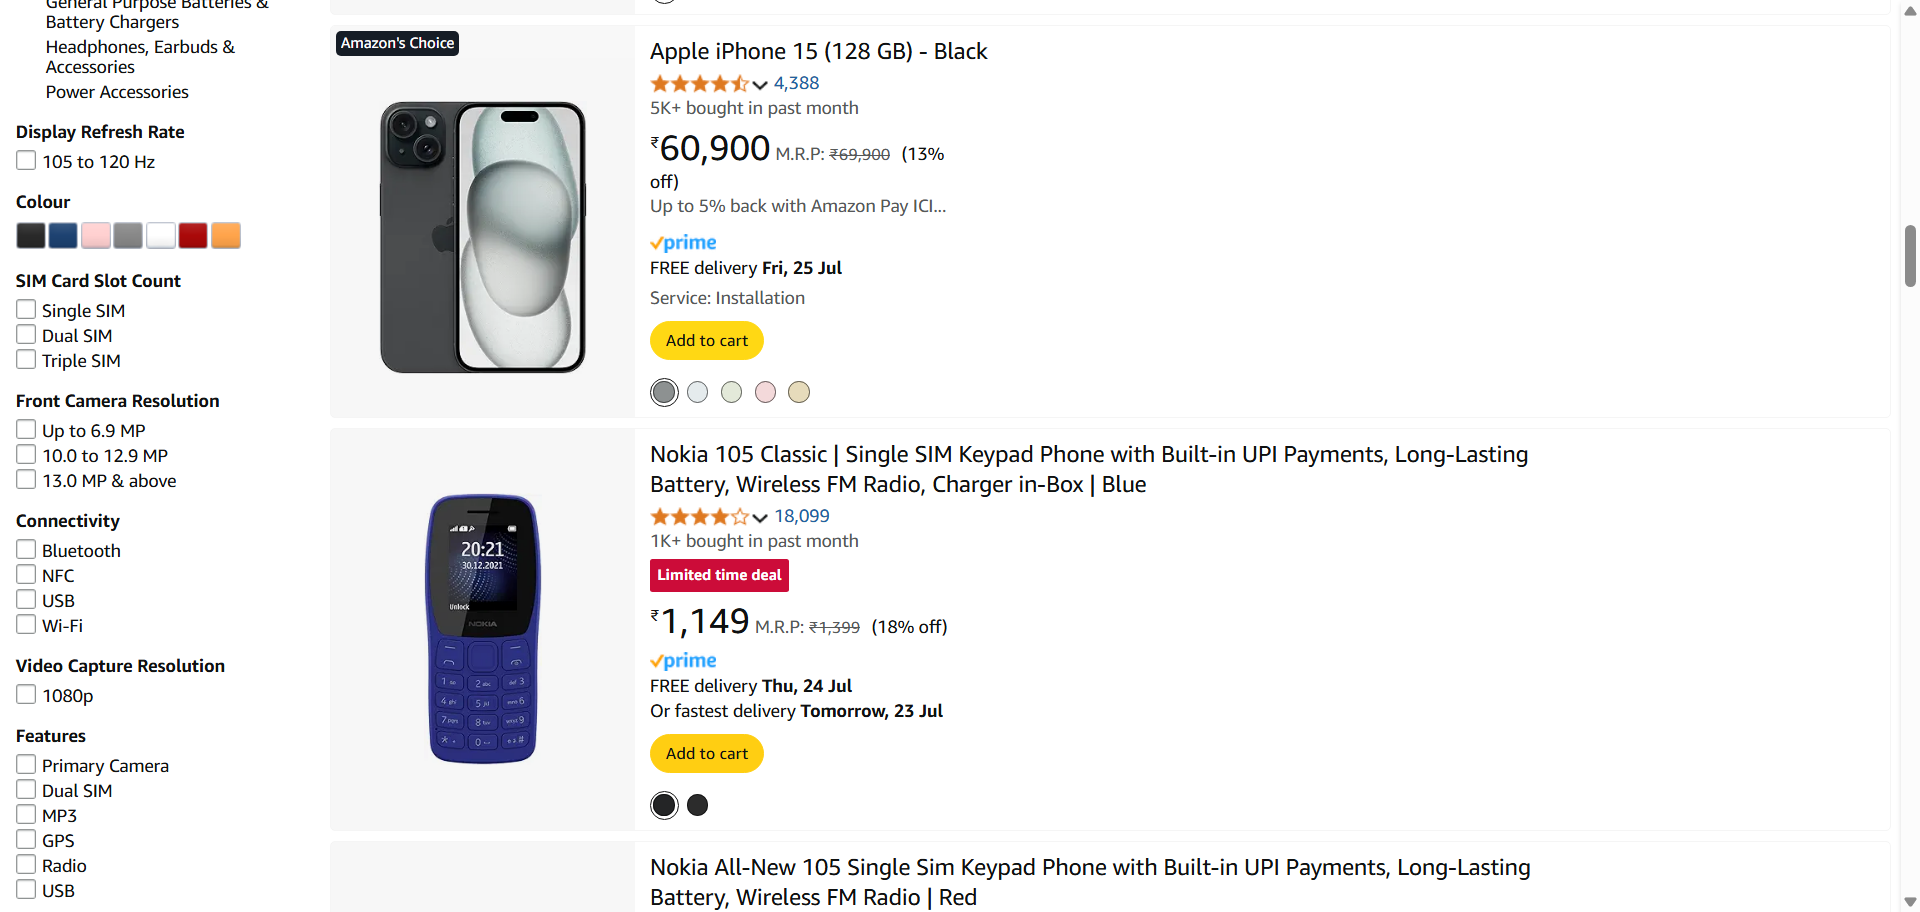 General Purpose Batteries &
Battery Chargers
Headphones, Earbuds &
Accessories
Power Accessories
Display Refresh Rate
105 to 120 Hz
Colour
SIM Card Slot Count
Single SIM
Dual SIM
Triple SIM
Front Camera Resolution
Up to 6.9 MP
10.0 to 12.9 MP
13.0 MP & above
Connectivity
Bluetooth
NFC
USB
Wi-Fi
Video Capture Resolution
1080p
Features
Primary Camera
Dual SIM
MP3
GPS
Radio
USB
Amazon's Choice
Apple iPhone 15 (128 GB) - Black
4,388
5K+ bought in past month
₹60,900 M.R.P: ₹69,900 (13%
off)
Up to 5% back with Amazon Pay ICI...
prime
FREE delivery Fri, 25 Jul
Service: Installation
Add to cart
20:21
30.12.2021
Unlock
NOKIA
Nokia 105 Classic | Single SIM Keypad Phone with Built-in UPI Payments, Long-Lasting
Battery, Wireless FM Radio, Charger in-Box | Blue
18,099
1K+ bought in past month
Limited time deal
₹1,149 M.R.P: ₹1,399 (18% off)
prime
FREE delivery Thu, 24 Jul
Or fastest delivery Tomorrow, 23 Jul
Add to cart
Nokia All-New 105 Single Sim Keypad Phone with Built-in UPI Payments, Long-Lasting
Battery, Wireless FM Radio | Red